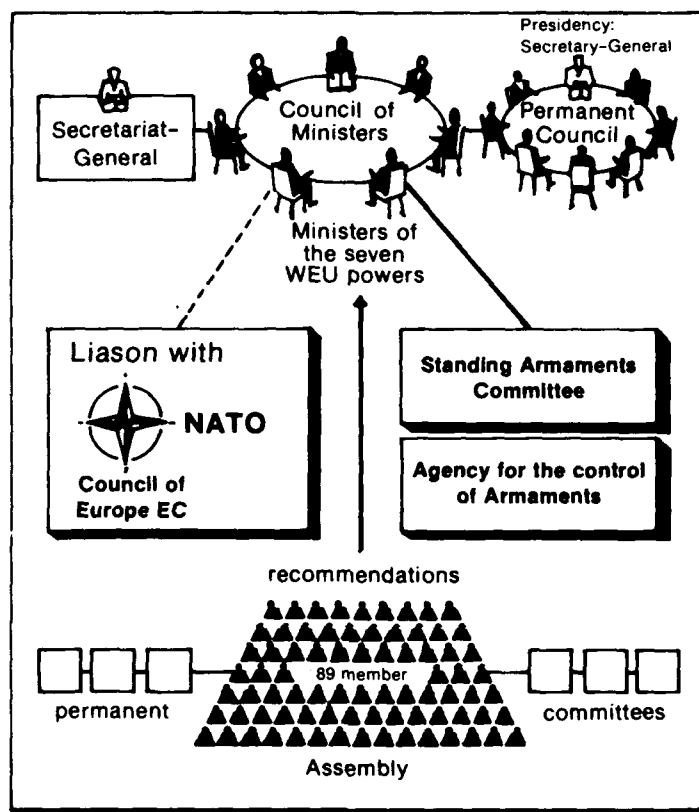 Presidency:
Secretary-General
Secretariat-
General
Council of
Ministers
Permanent
Council
Ministers of
the seven
WEU powers
Liason with
NATO
Council of
Europe EC
Standing Armaments
Committee
Agency for the control
of Armaments
recommendations
89 member
permanent
committees
Assembly